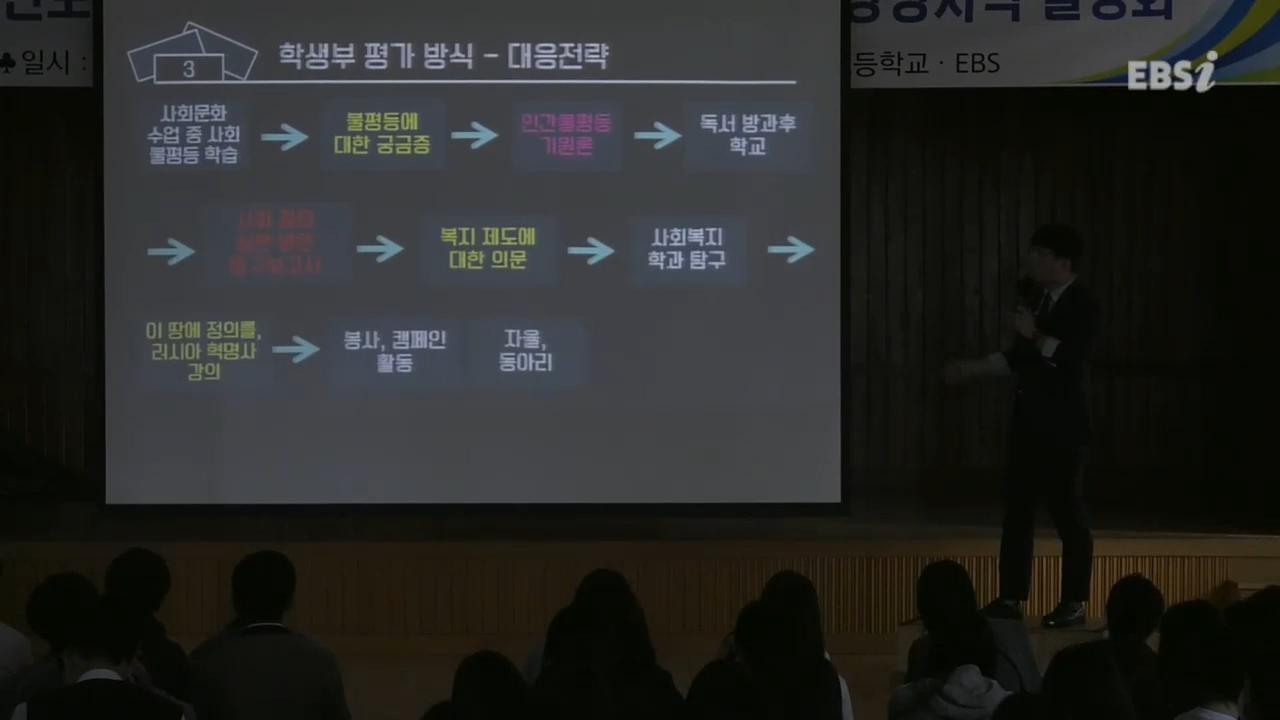 ♣일시 :
등학교 · EBS
EBSi
3
학생부 평가 방식 – 대응전략
사회문화
수업 중 사회
불평등 학습
불평등에
대한 궁금증
인간불평등
기원론
독서 방과후
학교
복지 제도에
대한 의문
사회복지
학과 탐구
이 땅에 정의를,
러시아 혁명사
강의
봉사, 캠페인
활동
자율,
동아리